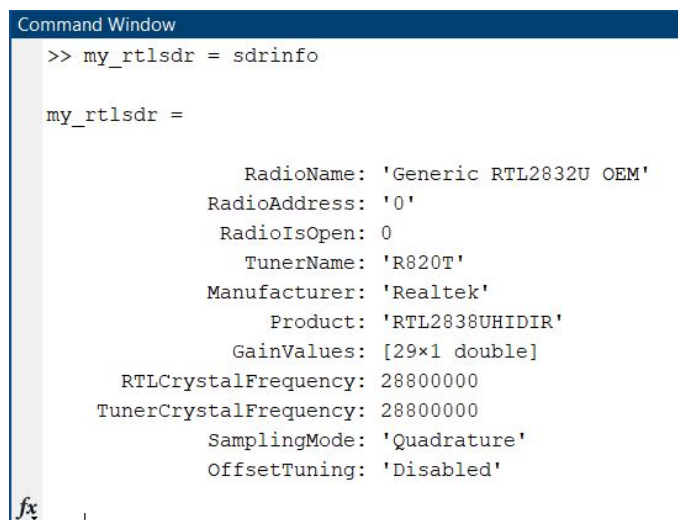 Command Window
>> my_rtlsdr = sdrinfo
my_rtlsdr =
RadioName: 'Generic RTL2832U OEM'
RadioAddress: '0'
RadioIsOpen: 0
TunerName: 'R820T'
Manufacturer: 'Realtek'
Product: 'RTL2838UHIDIR'
GainValues: [29×1 double]
RTLCrystalFrequency: 28800000
TunerCrystalFrequency: 28800000
SamplingMode: 'Quadrature'
OffsetTuning: 'Disabled'
fx